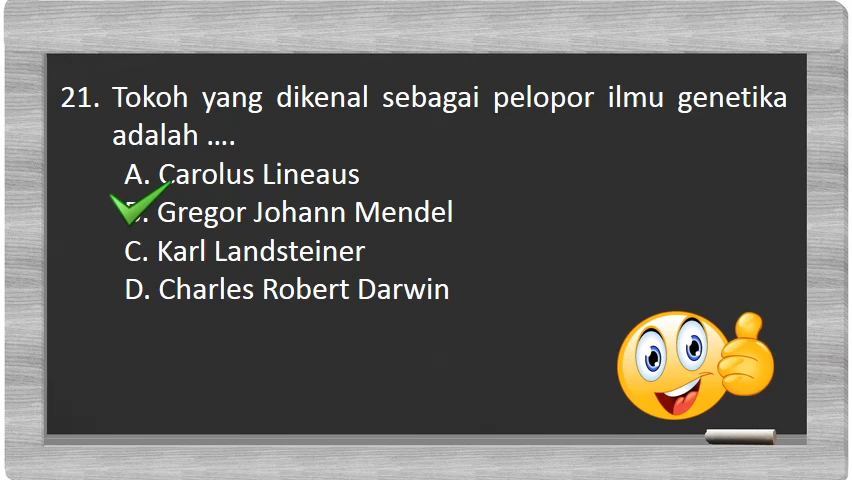 21. Tokoh yang dikenal sebagai pelopor ilmu genetika
adalah ....
A. Carolus Lineaus
B. Gregor Johann Mendel
C. Karl Landsteiner
D. Charles Robert Darwin